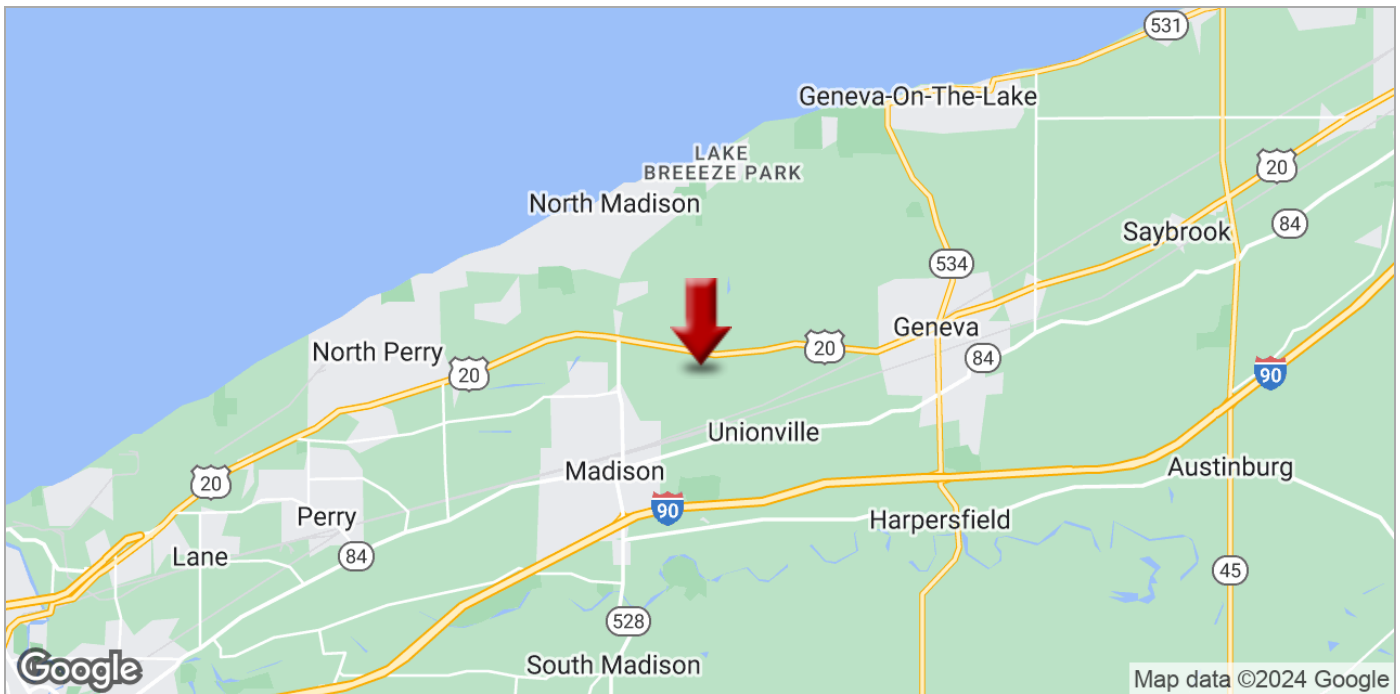 531
Geneva-On-The-Lake
LAKE
BREEEZE PARK
20
North Madison
84
Saybrook
534
Geneva
20
North Perry
84
20
90
Unionville
Madison
Austinburg
20
90
Perry
Harpersfield
Lane
84
45
528
South Madison
Google
Map data ©2024 Google